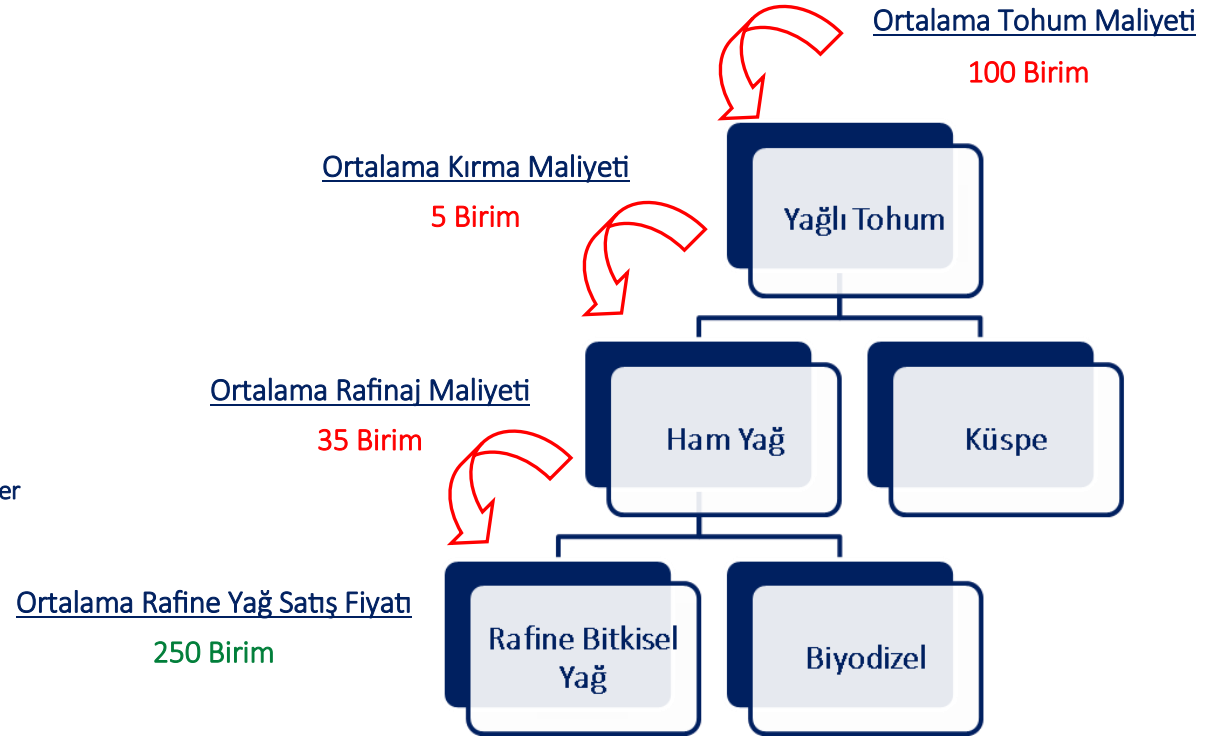 Ortalama Tohum Maliyeti
100 Birim
Ortalama Kırma Maliyeti
5 Birim
Yağlı Tohum
Ortalama Rafinaj Maliyeti
35 Birim
Ham Yağ
Küspe
er
Ortalama Rafine Yağ Satış Fiyatı
250 Birim
Rafine Bitkisel
Yağ
Biyodizel